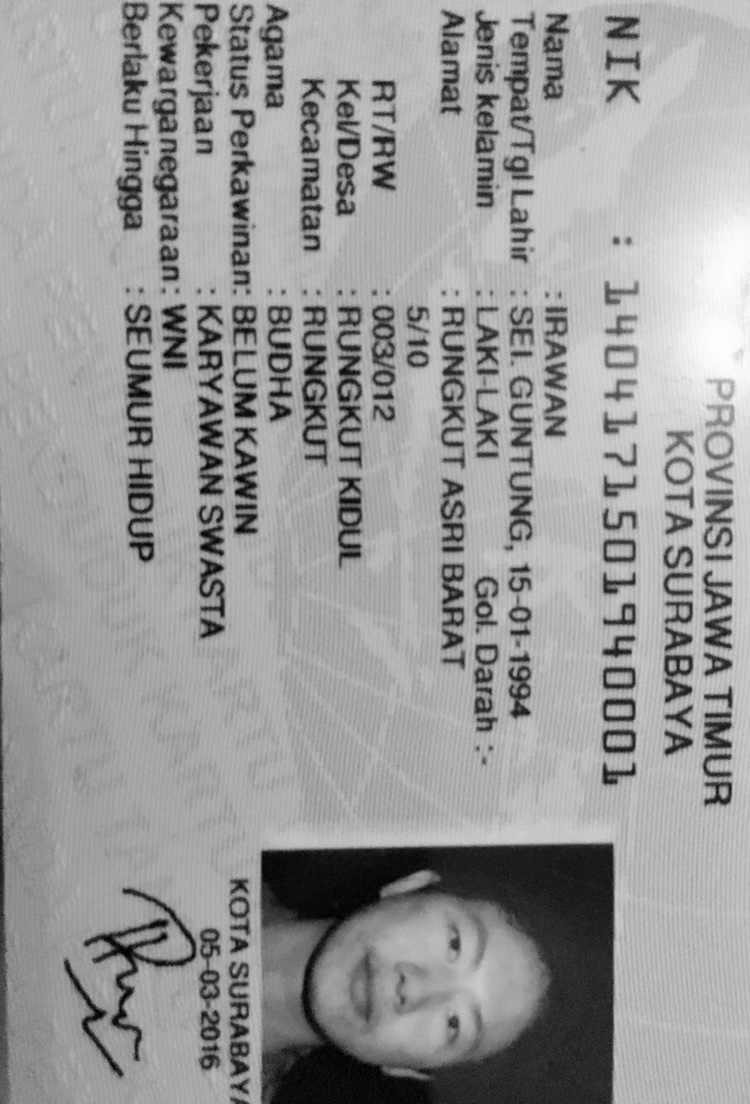 PROVINSI JAWA TIMUR
KOTA SURABAYA
NIK : 1404171501940001
Nama : IRAWAN
Tempat/Tgl Lahir : SEI. GUNTUNG, 15-01-1994
Jenis kelamin : LAKI-LAKI Gol. Darah :-
Alamat : RUNGKUT ASRI BARAT
5/10
RT/RW : 003/012
Kel/Desa : RUNGKUT KIDUL
Kecamatan : RUNGKUT
Agama : BUDHA
Status Perkawinan: BELUM KAWIN
Pekerjaan : KARYAWAN SWASTA
Kewarganegaraan: WNI
Berlaku Hingga : SEUMUR HIDUP
KOTA SURABAYA
05-03-2016